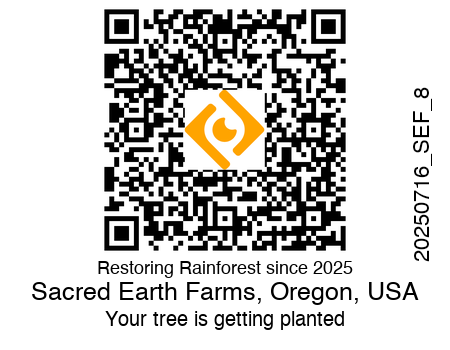 Restoring Rainforest since 2025
Sacred Earth Farms, Oregon, USA
Your tree is getting planted
20250716_SEF_8